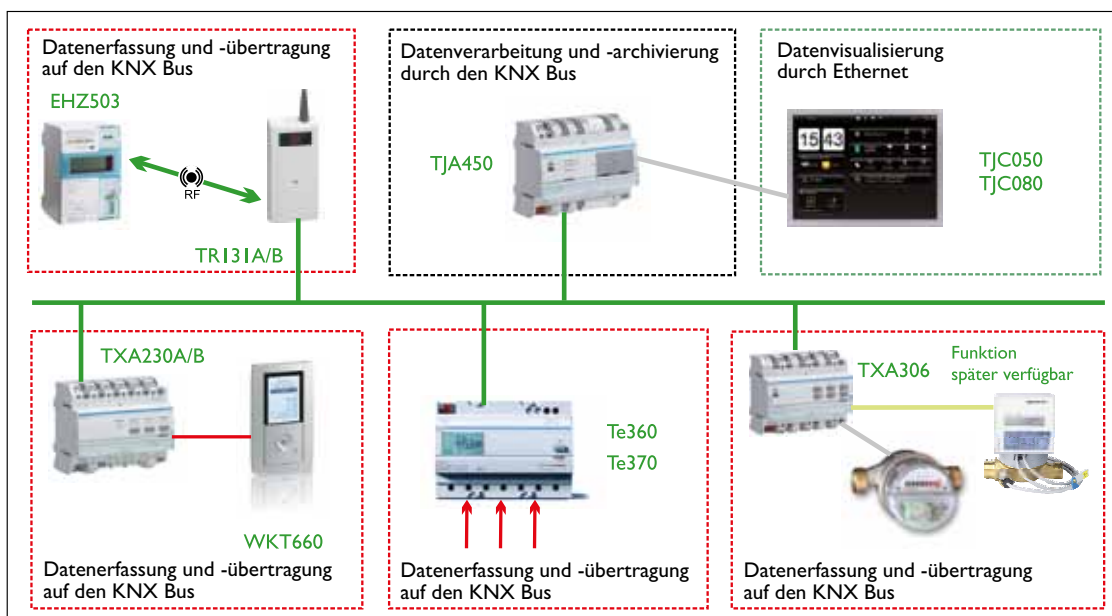 Datenerfassung und -übertragung
auf den KNX Bus
EHZ503
RF
TR131A/B
Datenverarbeitung und -archivierung
durch den KNX Bus
TJA450
Datenvisualisierung
durch Ethernet
15 43
TJC050
TJC080
TXA230A/B
WKT660
Datenerfassung und -übertragung
auf den KNX Bus
Te360
Te370
Datenerfassung und -übertragung
auf den KNX Bus
TXA306
Funktion
später verfügbar
Datenerfassung und -übertragung
auf den KNX Bus